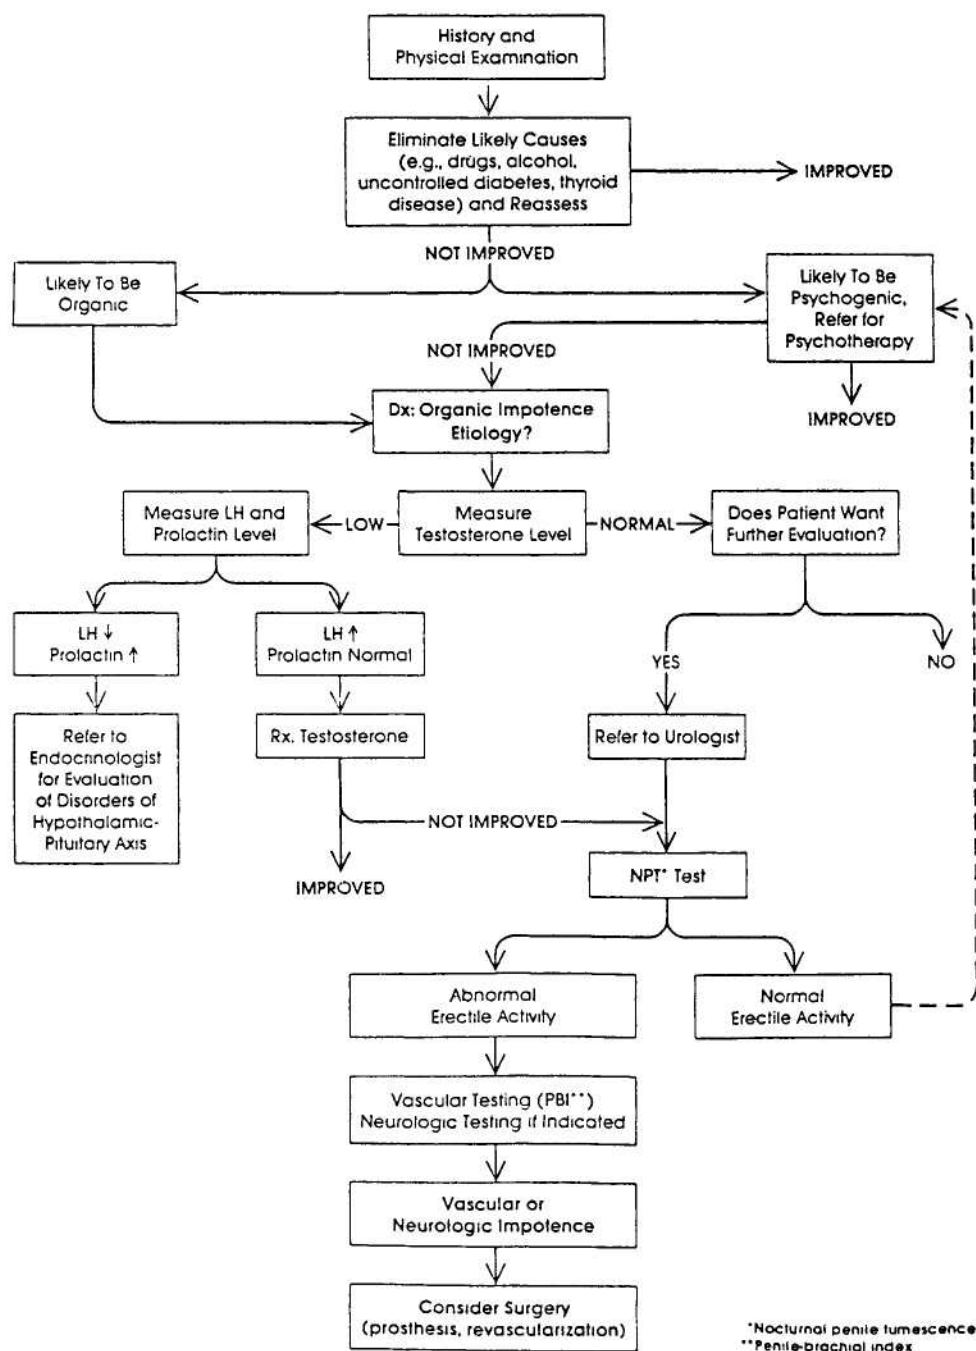 History and
Physical Examination
Eliminate Likely Causes
(e.g., drugs, alcohol,
uncontrolled diabetes, thyroid
disease) and Reassess
IMPROVED
NOT IMPROVED
Likely To Be
Organic
Likely To Be
Psychogenic,
Refer for
Psychotherapy
NOT IMPROVED
IMPROVED
Dx: Organic Impotence
Etiology?
Measure LH and
Prolactin Level
LOW
Measure
Testosterone Level
NORMAL
Does Patient Want
Further Evaluation?
LH ↓
Prolactin ↑
LH ↑
Prolactin Normal
YES
NO
Refer to
Endocrinologist
for Evaluation
of Disorders of
Hypothalamic-
Pituitary Axis
Rx. Testosterone
Refer to Urologist
NOT IMPROVED
IMPROVED
NPT* Test
Abnormal
Erectile Activity
Normal
Erectile Activity
Vascular Testing (PBI**)
Neurologic Testing if Indicated
Vascular or
Neurologic Impotence
Consider Surgery
(prosthesis, revascularization)
*Nocturnal penile tumescence
**Penile-brachial index